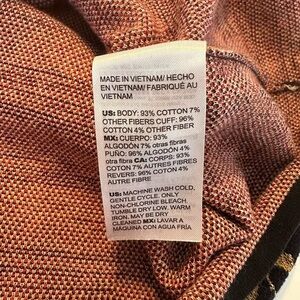 MADE IN VIETNAM/ HECHO
EN VIETNAM/ FABRIQUÉ AU
VIETNAM
US: BODY: 93% COTTON 7%
OTHER FIBERS CUFF: 96%
COTTON 4% OTHER FIBER
MX: CUERPO: 93%
ALGODÓN 7% otras fibras
PUÑO: 96% ALGODÓN 4%
otra fibra CA: CORPS: 93%
COTON 7% AUTRES FIBRES
REVERS: 96% COTON 4%
AUTRE FIBRE
US: MACHINE WASH COLD,
GENTLE CYCLE. ONLY
NON-CHLORINE BLEACH.
TUMBLE DRY LOW. WARM
IRON. MAY BE DRY
CLEANED MX: LAVAR A
MÁQUINA CON AGUA FRÍA